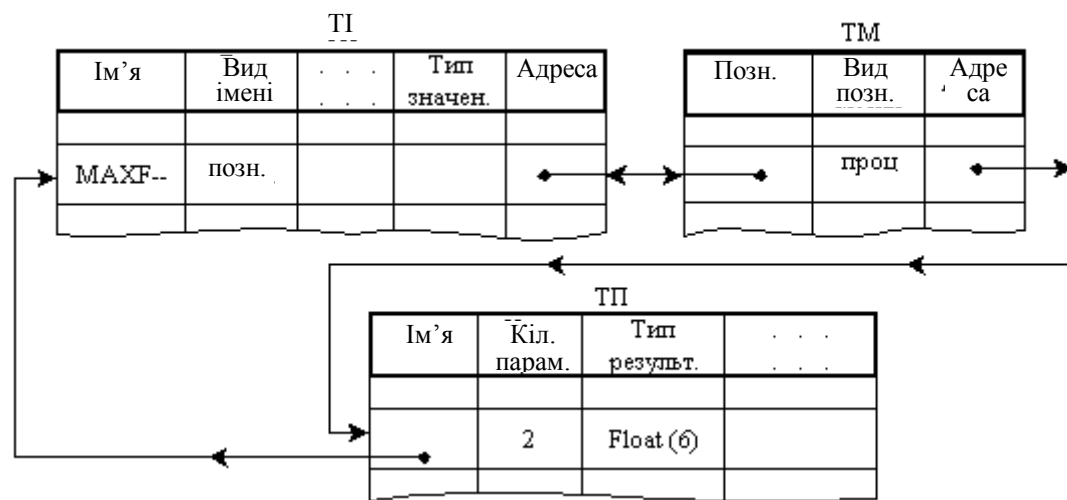 ТІ
Ім’я Вид імені . . . . . . Тип значен. Адреса
MAXF-- позн.
ТМ
Позн. Вид позн. Адре са
проц
ТП
Ім’я Кіл. парам. Тип результ. . . . . . .
2 Float (6)